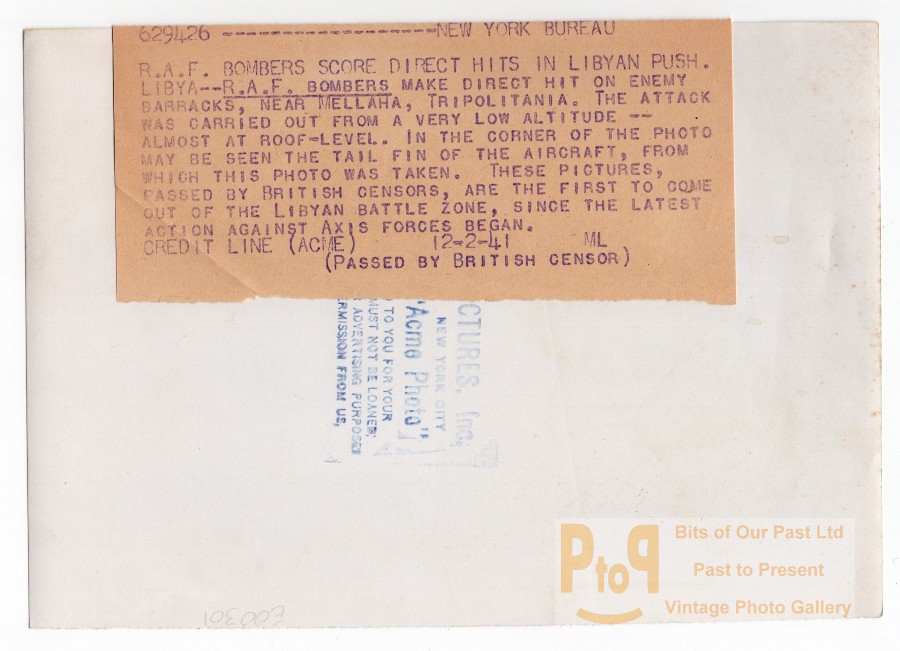 629426 --------------------NEW YORK BUREAU
R.A.F. BOMBERS SCORE DIRECT HITS IN LIBYAN PUSH.
LIBYA--R.A.F. BOMBERS MAKE DIRECT HIT ON ENEMY
BARRACKS, NEAR MELLAHA, TRIPOLITANIA. THE ATTACK
WAS CARRIED OUT FROM A VERY LOW ALTITUDE --
ALMOST AT ROOF-LEVEL. IN THE CORNER OF THE PHOTO
MAY BE SEEN THE TAIL FIN OF THE AIRCRAFT, FROM
WHICH THIS PHOTO WAS TAKEN. THESE PICTURES,
PASSED BY BRITISH CENSORS, ARE THE FIRST TO COME
OUT OF THE LIBYAN BATTLE ZONE, SINCE THE LATEST
ACTION AGAINST AXIS FORCES BEGAN.
CREDIT LINE (ACME) 12-2-41 ML
(PASSED BY BRITISH CENSOR)
CTURES, Inc.
NEW YORK CITY
"Acme Photo"
TO YOU FOR YOUR
MUST NOT BE LOANED,
ADVERTISING PURPOSES
ERMISSION FROM US,
E00301
PtoP
Bits of Our Past Ltd
Past to Present
Vintage Photo Gallery